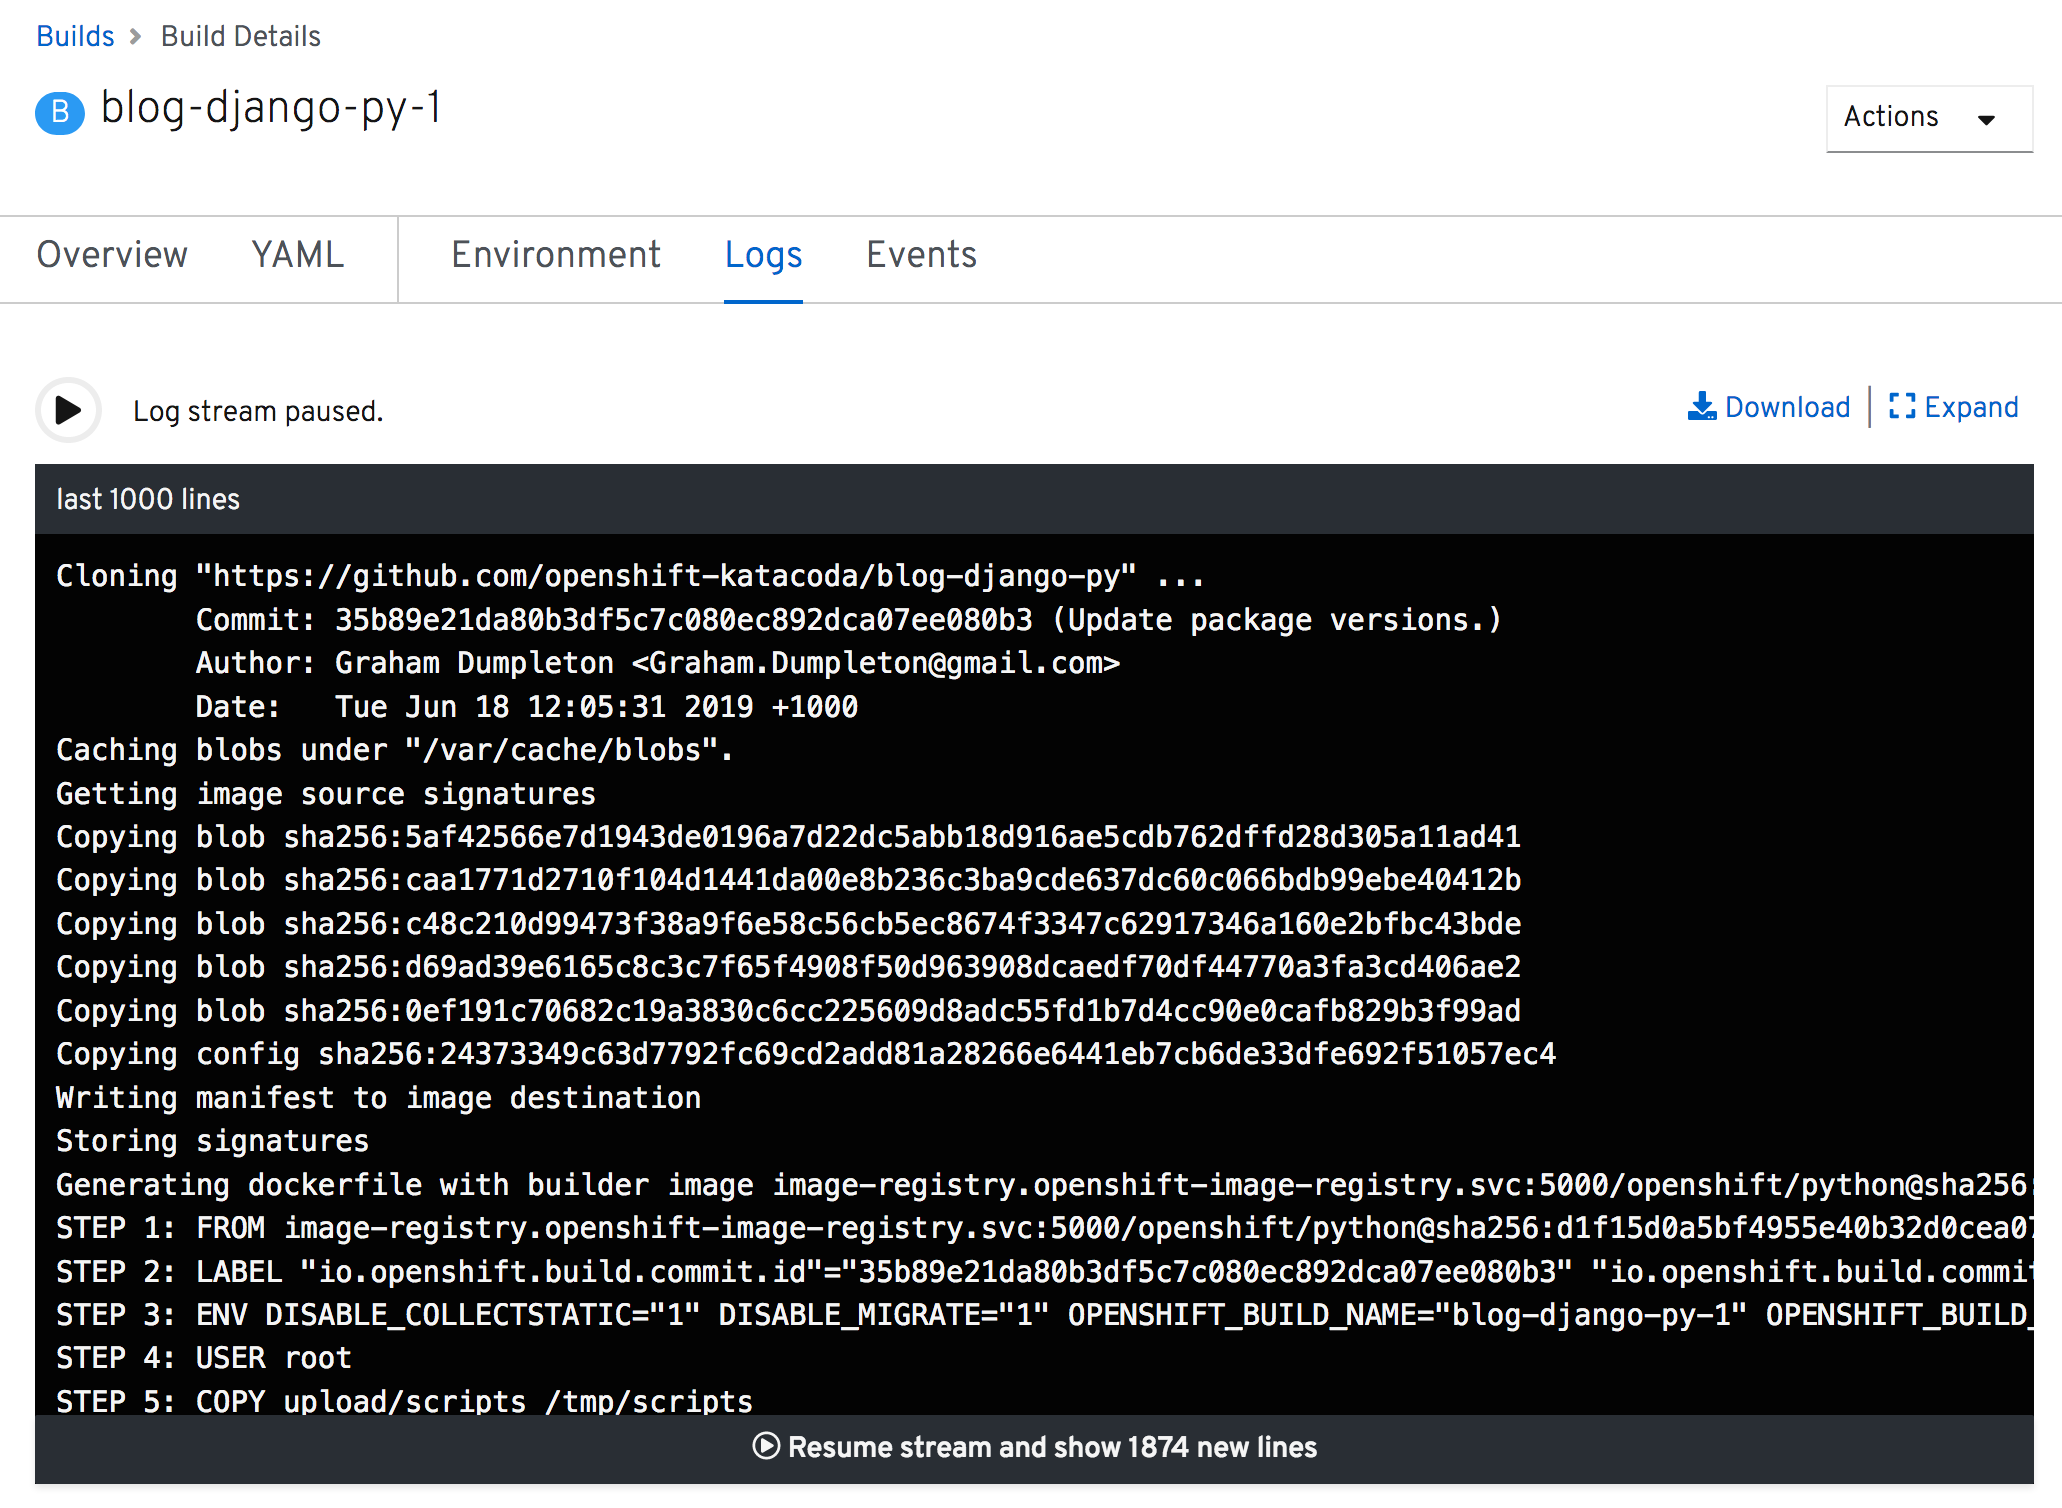 Builds > Build Details
B blog-django-py-1
Actions
Overview YAML Environment Logs Events
Log stream paused.
Download | Expand
last 1000 lines
Cloning "https://github.com/openshift-katacoda/blog-django-py" ...
Commit: 35b89e21da80b3df5c7c080ec892dca07ee080b3 (Update package versions.)
Author: Graham Dumpleton <Graham.Dumpleton@gmail.com>
Date:   Tue Jun 18 12:05:31 2019 +1000
Caching blobs under "/var/cache/blobs".
Getting image source signatures
Copying blob sha256:5af42566e7d1943de0196a7d22dc5abb18d916ae5cdb762dffd28d305a11ad41
Copying blob sha256:caa1771d2710f104d1441da00e8b236c3ba9cde637dc60c066bdb99ebe40412b
Copying blob sha256:c48c210d99473f38a9f6e58c56cb5ec8674f3347c62917346a160e2bfbc43bde
Copying blob sha256:d69ad39e6165c8c3c7f65f4908f50d963908dcaedf70df44770a3fa3cd406ae2
Copying blob sha256:0ef191c70682c19a3830c6cc225609d8adc55fd1b7d4cc90e0cafb829b3f99ad
Copying config sha256:24373349c63d7792fc69cd2add81a28266e6441eb7cb6de33dfe692f51057ec4
Writing manifest to image destination
Storing signatures
Generating dockerfile with builder image image-registry.openshift-image-registry.svc:5000/openshift/python@sha256:
STEP 1: FROM image-registry.openshift-image-registry.svc:5000/openshift/python@sha256:d1f15d0a5bf4955e40b32d0cea07
STEP 2: LABEL "io.openshift.build.commit.id"="35b89e21da80b3df5c7c080ec892dca07ee080b3" "io.openshift.build.commit
STEP 3: ENV DISABLE_COLLECTSTATIC="1" DISABLE_MIGRATE="1" OPENSHIFT_BUILD_NAME="blog-django-py-1" OPENSHIFT_BUILD_
STEP 4: USER root
STEP 5: COPY upload/scripts /tmp/scripts
Resume stream and show 1874 new lines